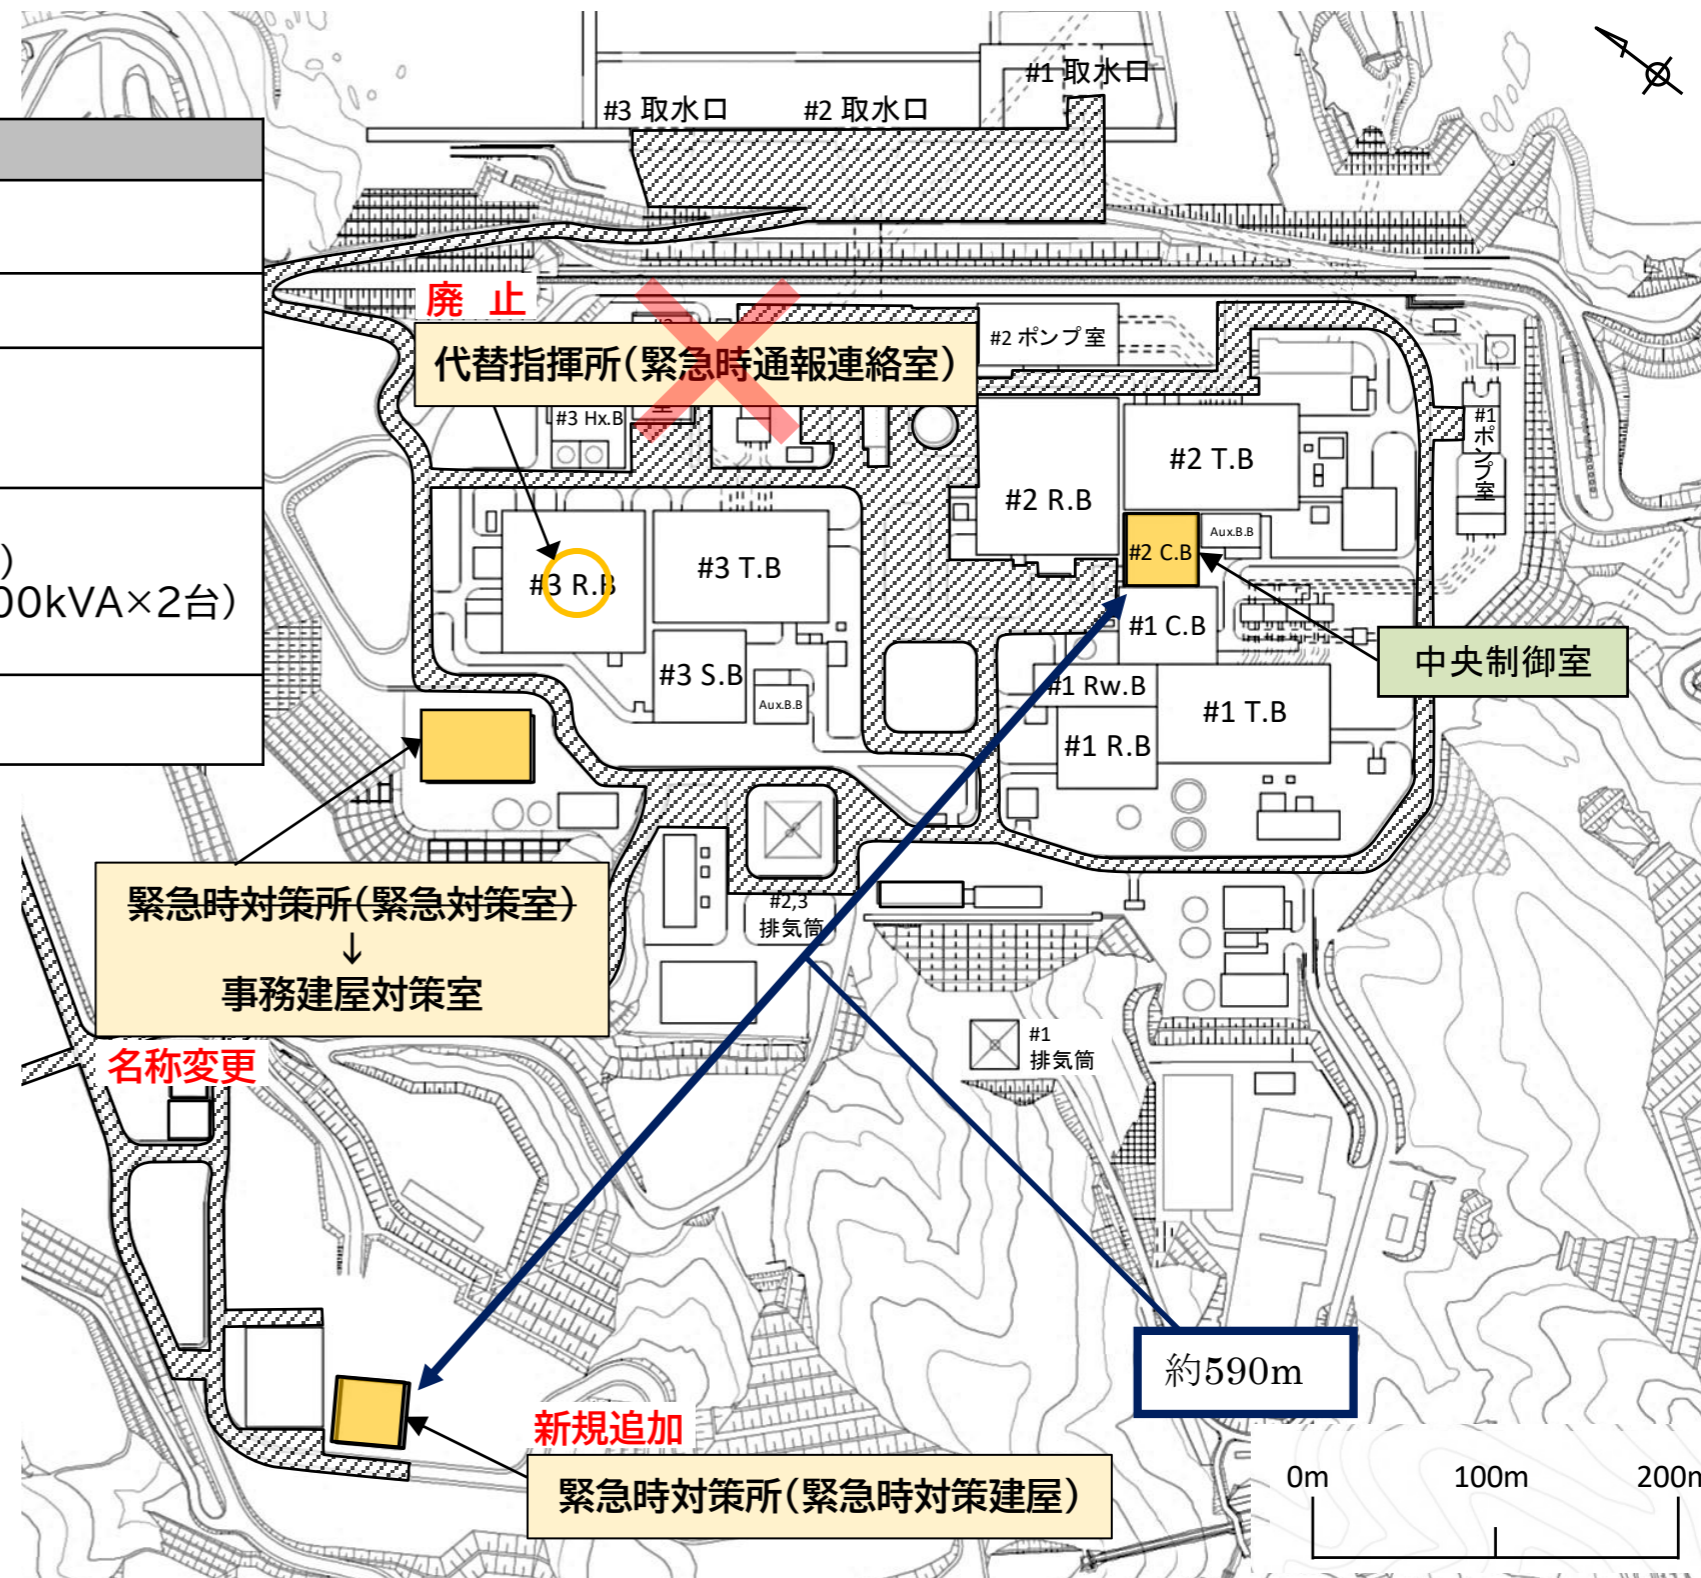 #1 取水口
#3 取水口
#2 取水口
廃 止
代替指揮所(緊急時通報連絡室)
#2 ポンプ室
#3 Hx.B
室
#1
ポンプ室
#2 T.B
#2 R.B
#2 C.B
Aux.B.B
)
00kVA×2台)
#3 R.B
#3 T.B
#1 C.B
中央制御室
#3 S.B
Aux.B.B
#1 Rw.B
#1 T.B
#1 R.B
緊急時対策所(緊急対策室)
↓
事務建屋対策室
#2,3
排気筒
#1
排気筒
名称変更
約590m
新規追加
緊急時対策所(緊急時対策建屋)
0m 100m 200m